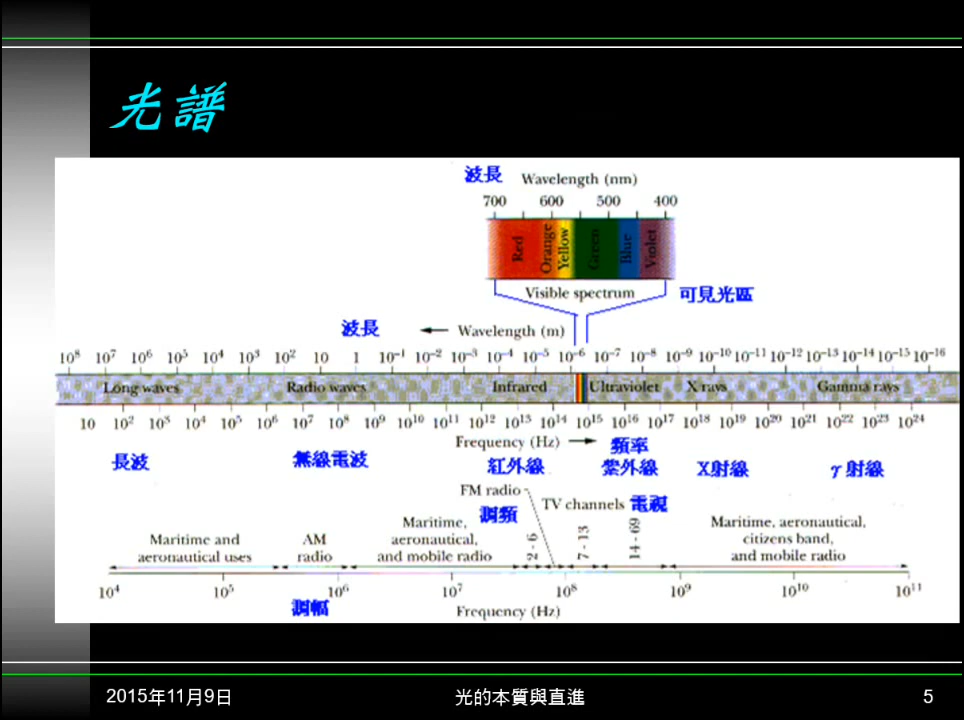 光譜
波長 Wavelength (nm)
700 600 500 400
Red Orange Yellow Green Blue Violet
Visible spectrum 可見光區
波長 ← Wavelength (m)
10⁸ 10⁷ 10⁶ 10⁵ 10⁴ 10³ 10² 10 1 10⁻¹ 10⁻² 10⁻³ 10⁻⁴ 10⁻⁵ 10⁻⁶ 10⁻⁷ 10⁻⁸ 10⁻⁹ 10⁻¹⁰ 10⁻¹¹ 10⁻¹² 10⁻¹³ 10⁻¹⁴ 10⁻¹⁵ 10⁻¹⁶
Long waves Radio waves Infrared Ultraviolet X rays Gamma rays
10 10² 10³ 10⁴ 10⁵ 10⁶ 10⁷ 10⁸ 10⁹ 10¹⁰ 10¹¹ 10¹² 10¹³ 10¹⁴ 10¹⁵ 10¹⁶ 10¹⁷ 10¹⁸ 10¹⁹ 10²⁰ 10²¹ 10²² 10²³ 10²⁴
Frequency (Hz) → 頻率
長波 無線電波 紅外線 紫外線 X射線 γ射線
FM radio
調頻
TV channels 電視
Maritime and
aeronautical uses
AM
radio
Maritime,
aeronautical,
and mobile radio
2 - 6
7 - 13
14 - 69
Maritime, aeronautical,
citizens band,
and mobile radio
10⁴ 10⁵ 10⁶ 10⁷ 10⁸ 10⁹ 10¹⁰ 10¹¹
調幅
Frequency (Hz)
2015年11月9日 光的本質與直進 5